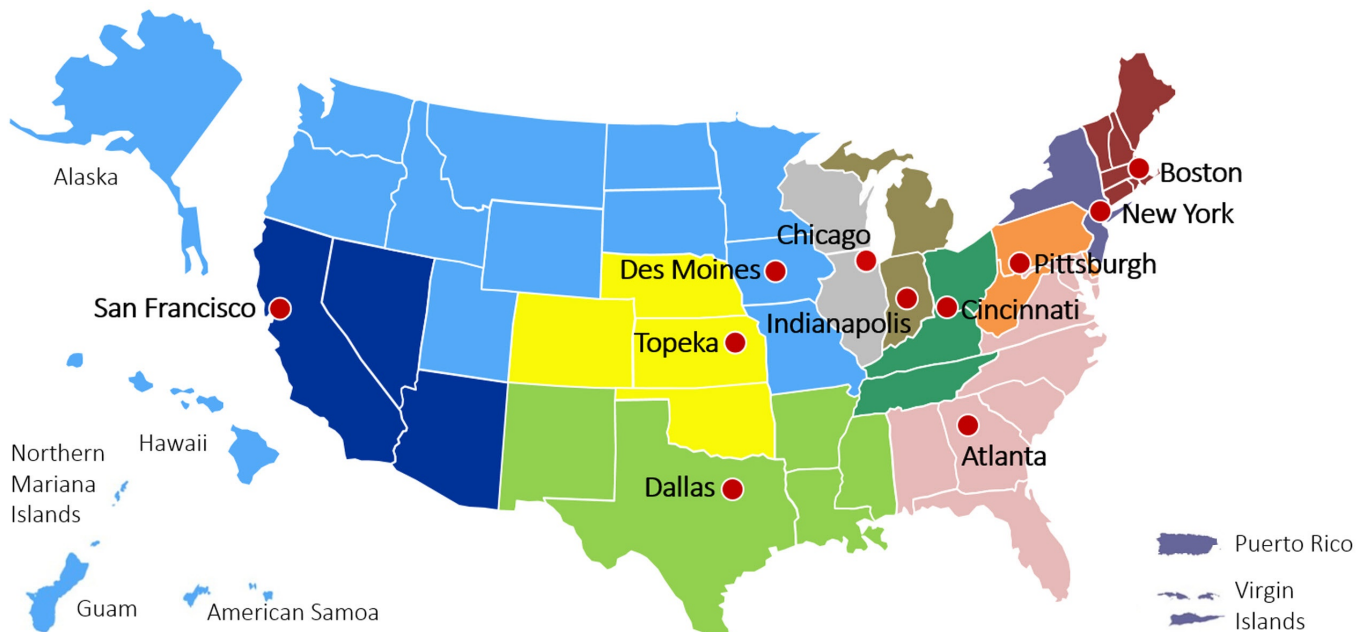 Alaska
Boston
New York
Chicago
Pittsburgh
Des Moines
San Francisco
Indianapolis
Cincinnati
Topeka
Hawaii
Northern
Mariana
Islands
Atlanta
Dallas
Puerto Rico
Virgin
Islands
Guam
American Samoa